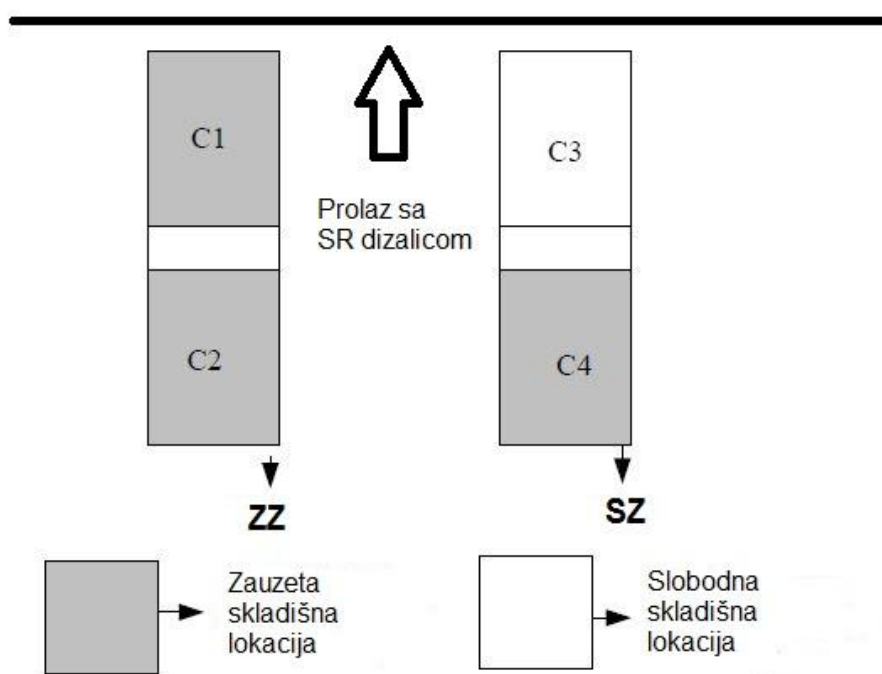 C1
C3
Prolaz sa
SR dizalicom
C2
C4
ZZ
SZ
Zauzeta
skladišna
lokacija
Slobodna
skladišna
lokacija